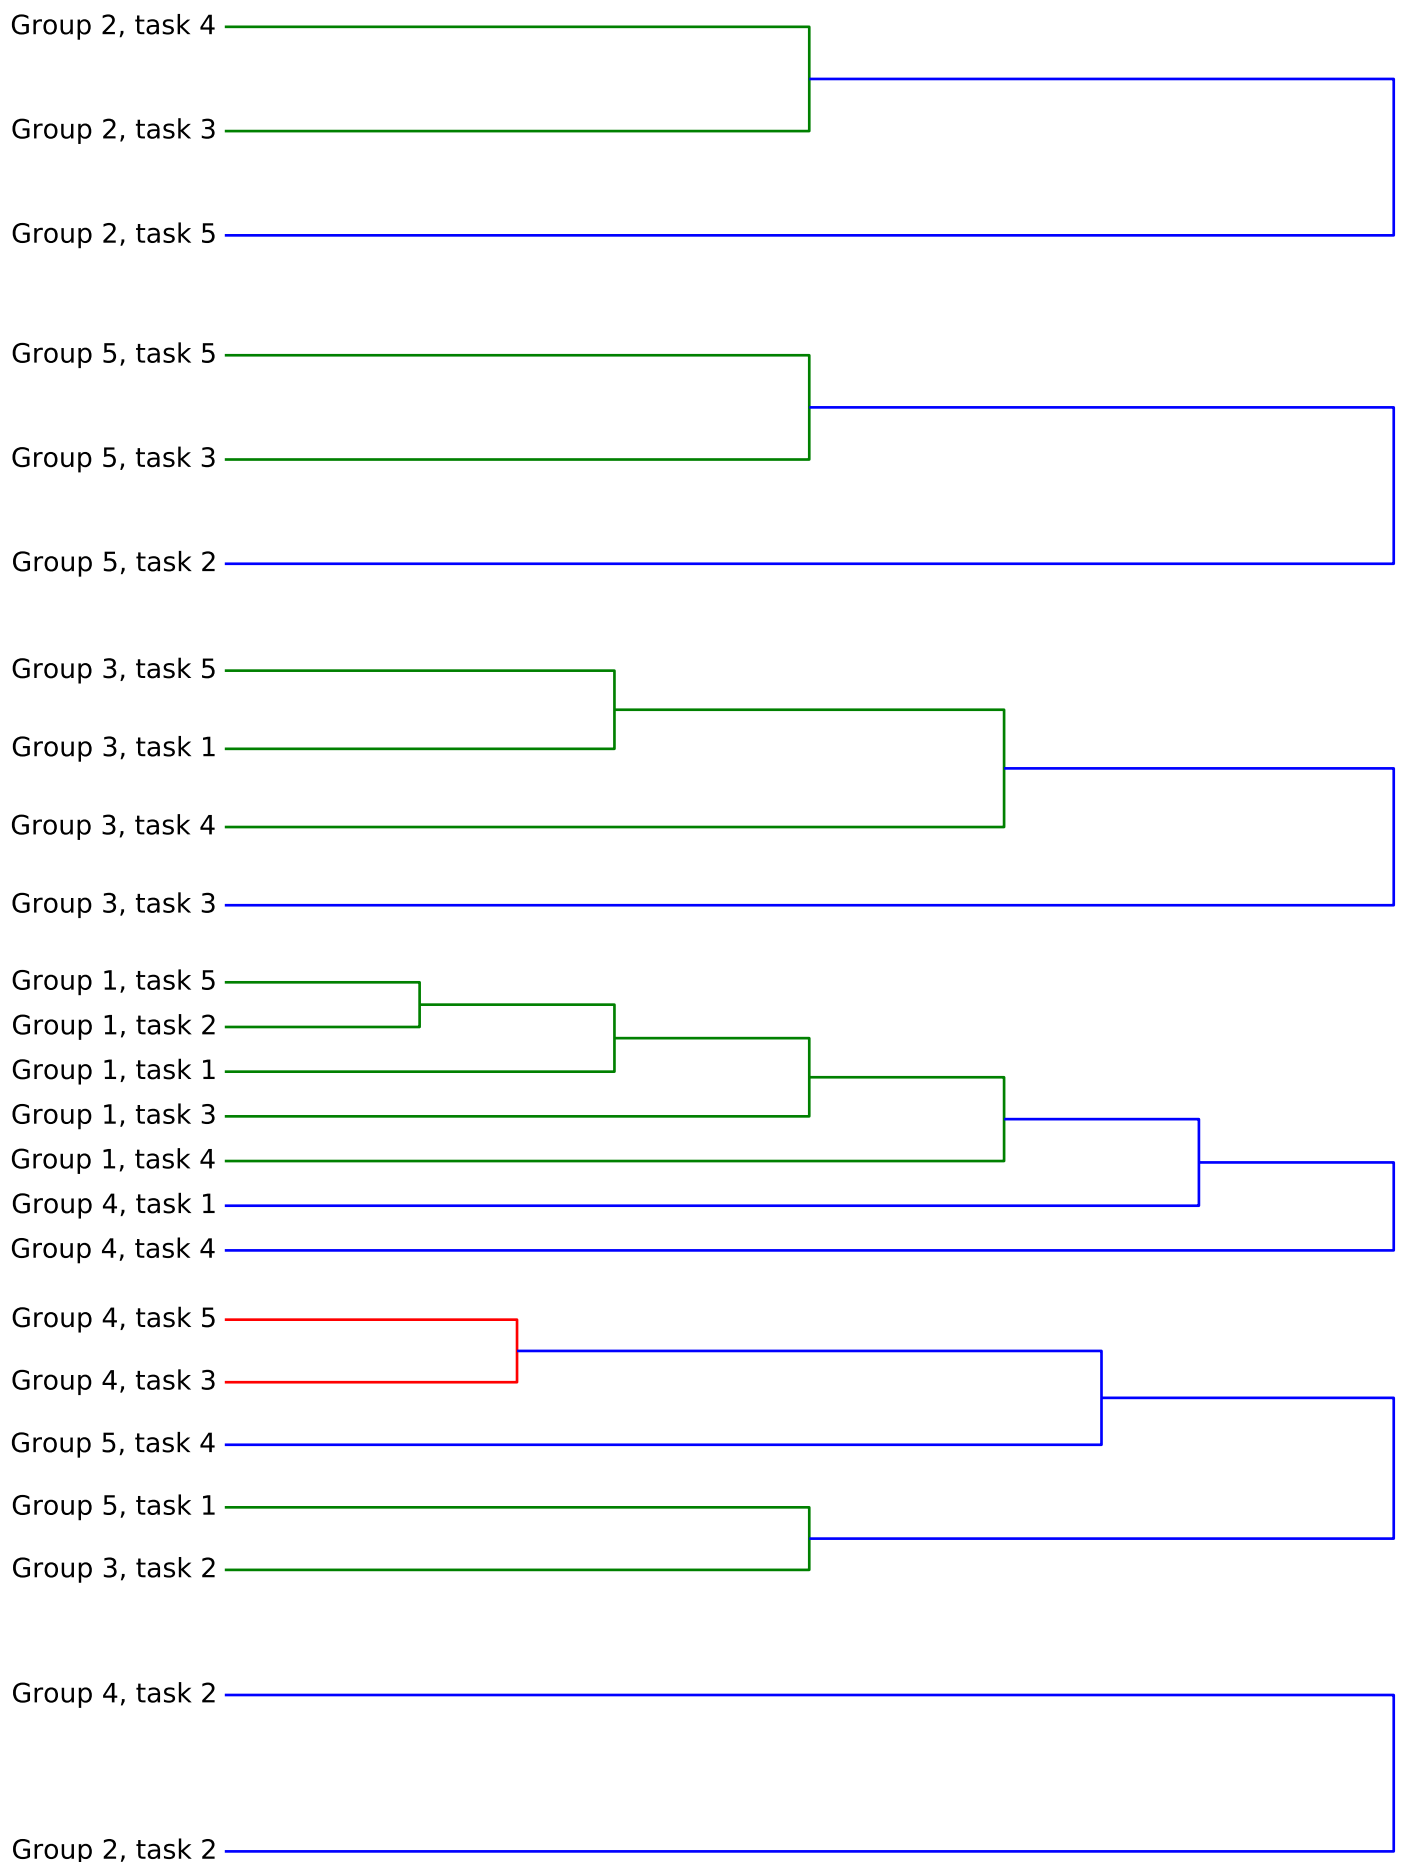 Group 2, task 4
Group 2, task 3
Group 2, task 5
Group 5, task 5
Group 5, task 3
Group 5, task 2
Group 3, task 5
Group 3, task 1
Group 3, task 4
Group 3, task 3
Group 1, task 5
Group 1, task 2
Group 1, task 1
Group 1, task 3
Group 1, task 4
Group 4, task 1
Group 4, task 4
Group 4, task 5
Group 4, task 3
Group 5, task 4
Group 5, task 1
Group 3, task 2
Group 4, task 2
Group 2, task 2